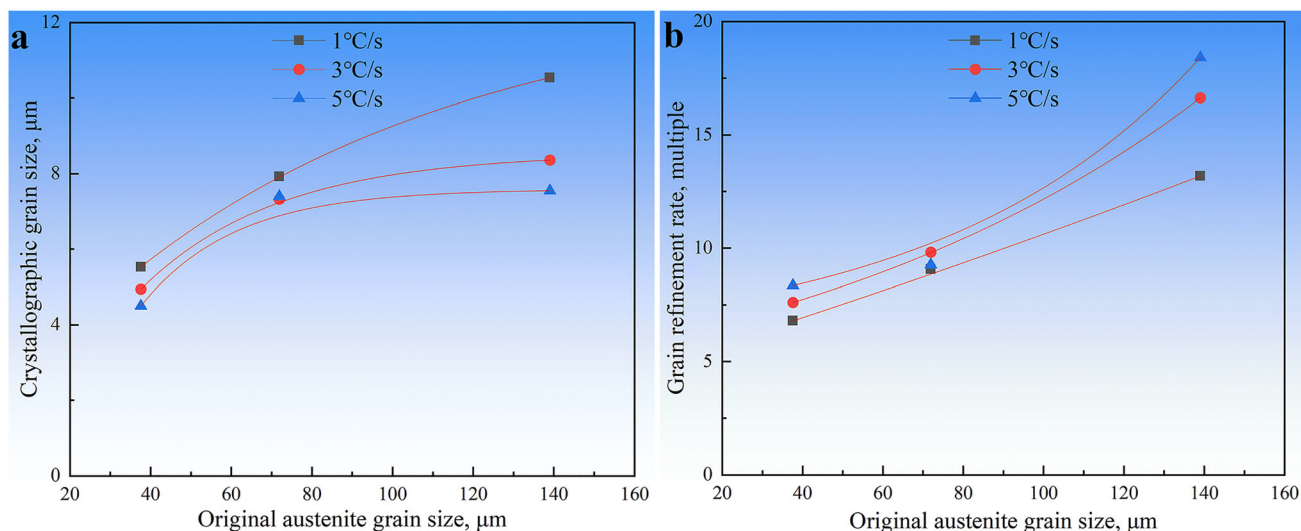 a
1℃/s
3℃/s
5℃/s
12
8
4
0
Crystallographic grain size, μm
20 40 60 80 100 120 140 160
Original austenite grain size, μm
b
1℃/s
3℃/s
5℃/s
20
15
10
5
0
Grain refinement rate, multiple
20 40 60 80 100 120 140 160
Original austenite grain size, μm